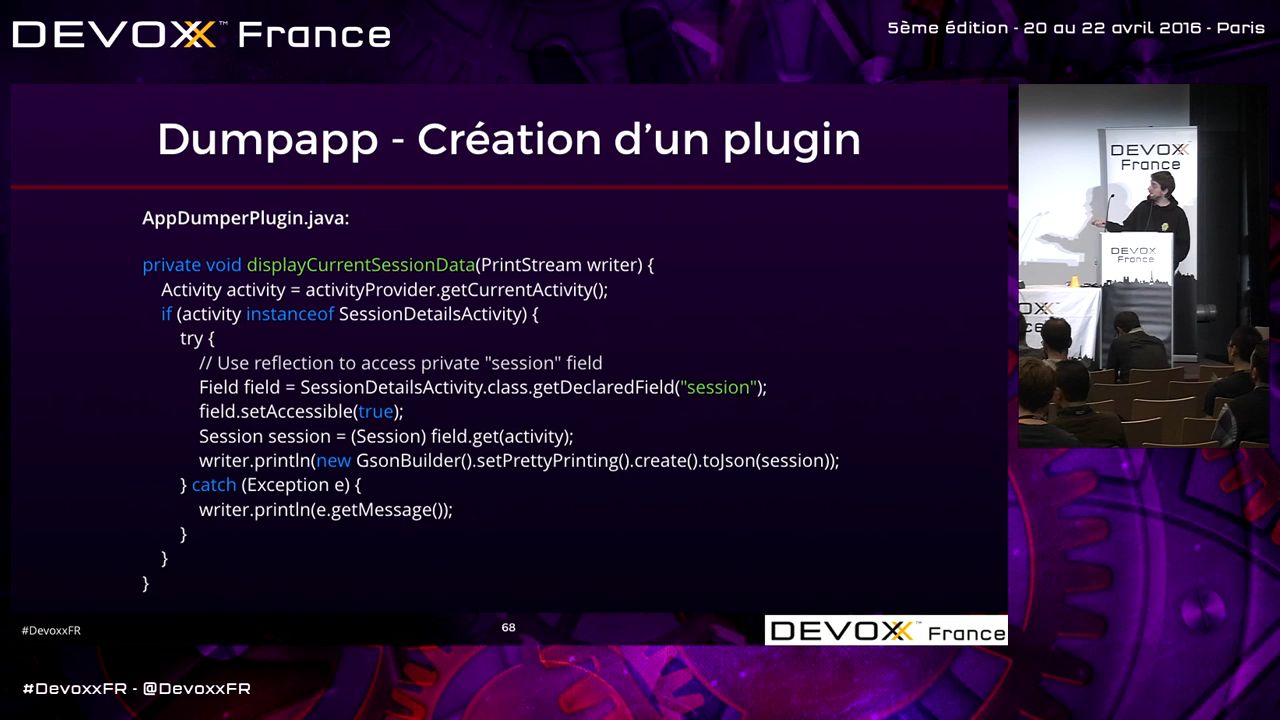 DEVOXX™ France
5ème édition - 20 au 22 avril 2016 - Paris
Dumpapp - Création d’un plugin
AppDumperPlugin.java:
private void displayCurrentSessionData(PrintStream writer) {
Activity activity = activityProvider.getCurrentActivity();
if (activity instanceof SessionDetailsActivity) {
try {
// Use reflection to access private "session" field
Field field = SessionDetailsActivity.class.getDeclaredField("session");
field.setAccessible(true);
Session session = (Session) field.get(activity);
writer.println(new GsonBuilder().setPrettyPrinting().create().toJson(session));
} catch (Exception e) {
writer.println(e.getMessage());
}
}
}
#DevoxxFR
68
DEVOXX France
DEVOXX
France
DEVOXX
France
#DevoxxFR - @DevoxxFR